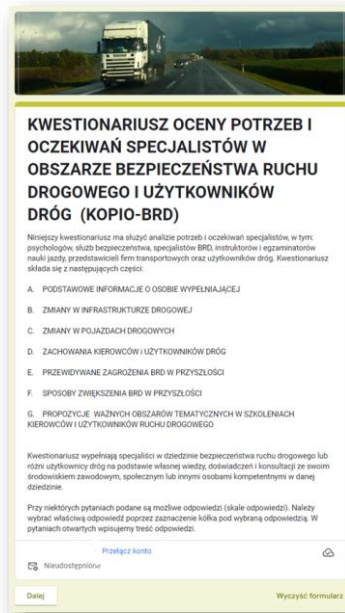 KWESTIONARIUSZ OCENY POTRZEB I
OCZEKIWAŃ SPECJALISTÓW W
OBSZARZE BEZPIECZEŃSTWA RUCHU
DROGOWEGO I UŻYTKOWNIKÓW
DRÓG (KOPIO-BRD)
Niniejszy kwestionariusz ma służyć analizie potrzeb i oczekiwań specjalistów, w tym:
psychologów, służb bezpieczeństwa, specjalistów BRD, instruktorów i egzaminatorów
nauki jazdy, przedstawicieli firm transportowych oraz użytkowników dróg. Kwestionariusz
składa się z następujących części:
A. PODSTAWOWE INFORMACJE O OSOBIE WYPEŁNIAJĄCEJ
B. ZMIANY W INFRASTRUKTURZE DROGOWEJ
C. ZMIANY W POJAZDACH DROGOWYCH
D. ZACHOWANIA KIEROWCÓW i UŻYTKOWNIKÓW DRÓG
E. PRZEWIDYWANE ZAGROŻENIA BRD W PRZYSZŁOŚCI
F. SPOSOBY ZWIĘKSZENIA BRD W PRZYSZŁOŚCI
G. PROPOZYCJE WAŻNYCH OBSZARÓW TEMATYCZNYCH W SZKOLENIACH
KIEROWCÓW I UŻYTKOWNIKÓW RUCHU DROGOWEGO
Kwestionariusz wypełniają specjaliści w dziedzinie bezpieczeństwa ruchu drogowego lub
różni użytkownicy dróg na podstawie własnej wiedzy, doświadczeń i konsultacji ze swoim
środowiskiem zawodowym, społecznym lub innymi osobami kompetentnymi w danej
dziedzinie.
Przy niektórych pytaniach podane są możliwe odpowiedzi (skale odpowiedzi). Należy
wybrać właściwą odpowiedź poprzez zaznaczenie kółka pod wybraną odpowiedzią. W
pytaniach otwartych wpisujemy treść odpowiedzi.
Przełącz konto
Nieudostępnione
Dalej Wyczyść formularz